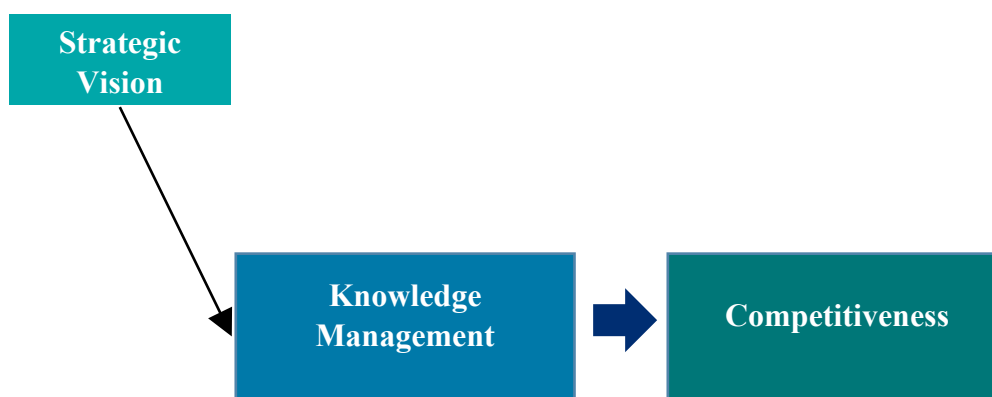 Strategic
Vision
Knowledge
Management
Competitiveness